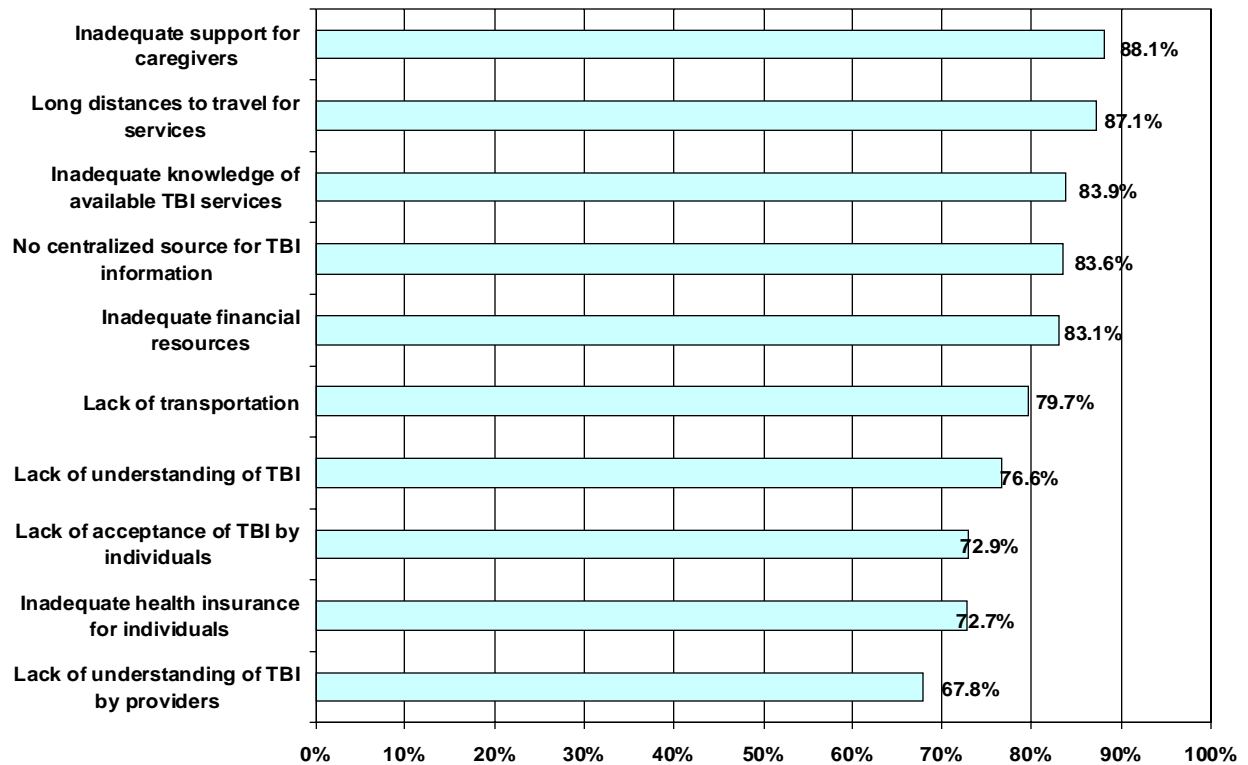 Inadequate support for
caregivers
88.1%
Long distances to travel for
services
87.1%
Inadequate knowledge of
available TBI services
83.9%
No centralized source for TBI
information
83.6%
Inadequate financial
resources
83.1%
Lack of transportation
79.7%
Lack of understanding of TBI
76.6%
Lack of acceptance of TBI by
individuals
72.9%
Inadequate health insurance
for individuals
72.7%
Lack of understanding of TBI
by providers
67.8%
0% 10% 20% 30% 40% 50% 60% 70% 80% 90% 100%